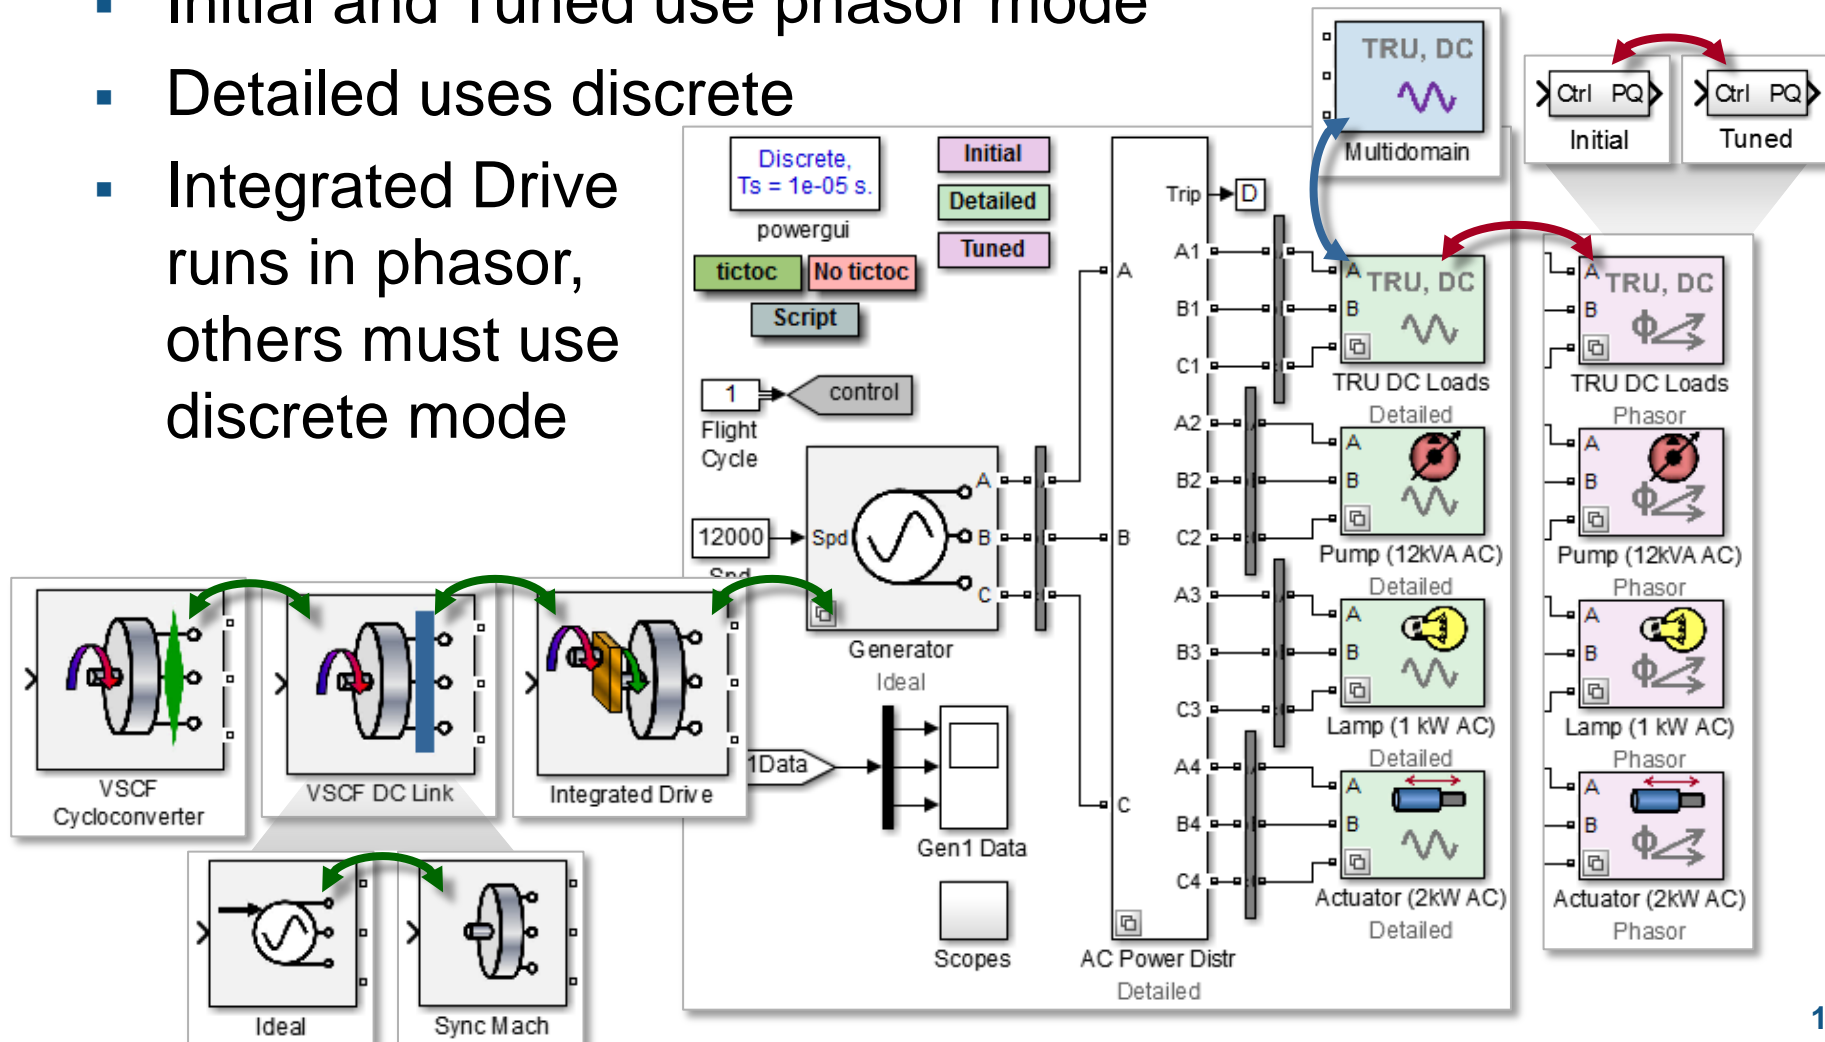 Initial and Tuned use phasor mode
Detailed uses discrete
Integrated Drive
runs in phasor,
others must use
discrete mode
TRU, DC
Multidomain
Ctrl PQ
Initial
Ctrl PQ
Tuned
Discrete,
Ts = 1e-05 s.
powergui
Initial
Detailed
Tuned
tictoc
No tictoc
Script
1
control
Flight
Cycle
12000
Spd
Spd
A
B
C
Generator
Ideal
1Data
Gen1 Data
Scopes
A
B
C
Trip
D
A1
B1
C1
A2
B2
C2
A3
B3
C3
A4
B4
C4
AC Power Distr
Detailed
A
B
TRU, DC
TRU DC Loads
Detailed
A
B
Pump (12kVA AC)
Detailed
A
B
Lamp (1 kW AC)
Detailed
A
B
Actuator (2kW AC)
Detailed
A
B
TRU, DC
Φ
TRU DC Loads
Phasor
A
B
Φ
Pump (12kVA AC)
Phasor
A
B
Φ
Lamp (1 kW AC)
Phasor
A
B
Φ
Actuator (2kW AC)
Phasor
VSCF
Cycloconverter
VSCF DC Link
Integrated Drive
Ideal
Sync Mach
1